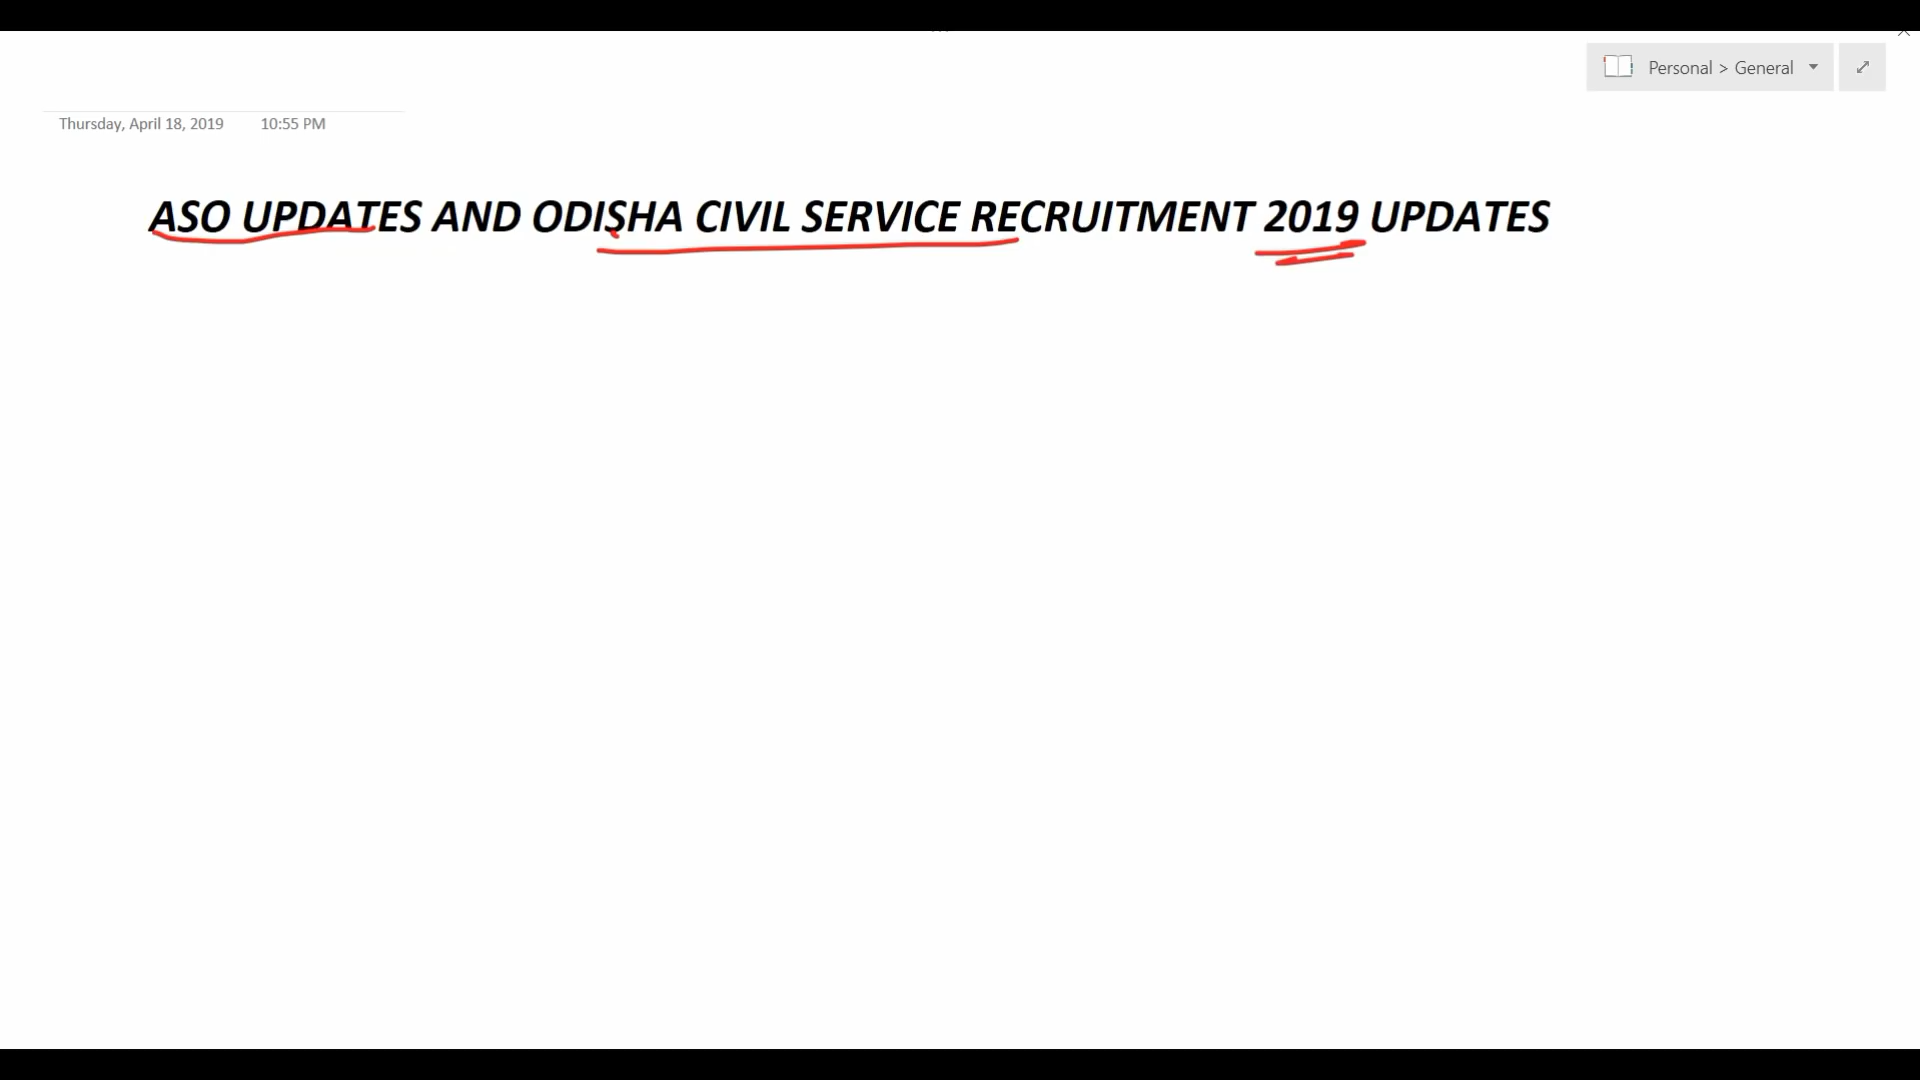 Personal > General
Thursday, April 18, 2019 10:55 PM
ASO UPDATES AND ODISHA CIVIL SERVICE RECRUITMENT 2019 UPDATES